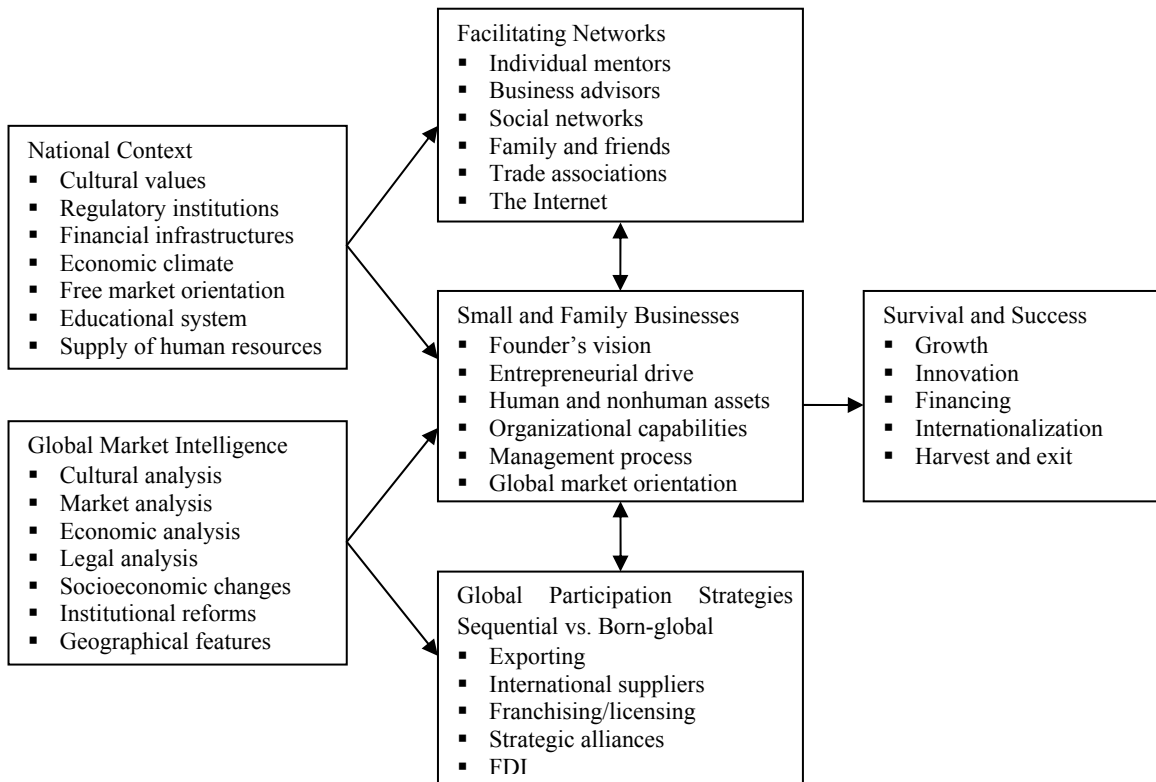 Facilitating Networks
▪ Individual mentors
▪ Business advisors
▪ Social networks
▪ Family and friends
▪ Trade associations
▪ The Internet
National Context
▪ Cultural values
▪ Regulatory institutions
▪ Financial infrastructures
▪ Economic climate
▪ Free market orientation
▪ Educational system
▪ Supply of human resources
Small and Family Businesses
▪ Founder’s vision
▪ Entrepreneurial drive
▪ Human and nonhuman assets
▪ Organizational capabilities
▪ Management process
▪ Global market orientation
Survival and Success
▪ Growth
▪ Innovation
▪ Financing
▪ Internationalization
▪ Harvest and exit
Global Market Intelligence
▪ Cultural analysis
▪ Market analysis
▪ Economic analysis
▪ Legal analysis
▪ Socioeconomic changes
▪ Institutional reforms
▪ Geographical features
Global Participation Strategies
Sequential vs. Born-global
▪ Exporting
▪ International suppliers
▪ Franchising/licensing
▪ Strategic alliances
▪ FDI